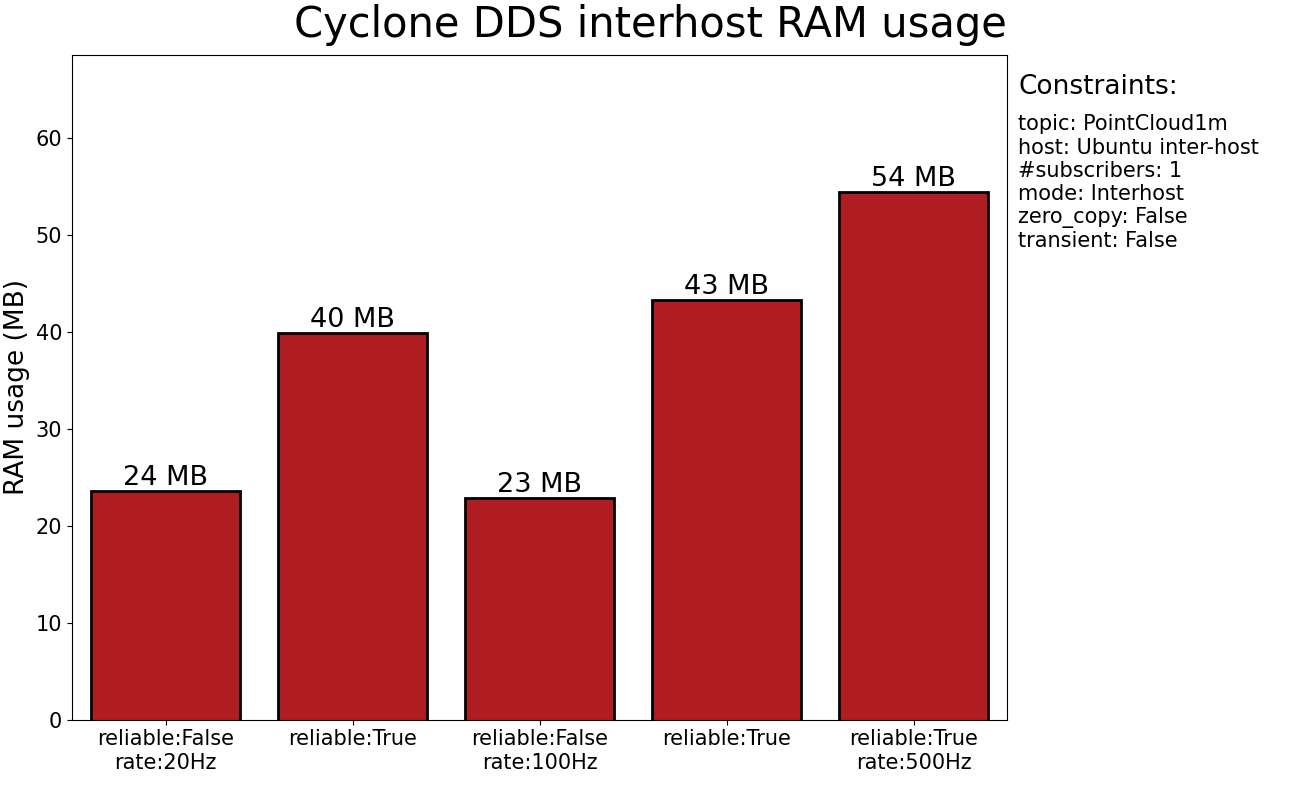 Cyclone DDS interhost RAM usage
Constraints:
topic: PointCloud1m
host: Ubuntu inter-host
#subscribers: 1
mode: Interhost
zero_copy: False
transient: False
RAM usage (MB)
60
50
40
30
20
10
0
24 MB
40 MB
23 MB
43 MB
54 MB
reliable:False
rate:20Hz
reliable:True
reliable:False
rate:100Hz
reliable:True
reliable:True
rate:500Hz